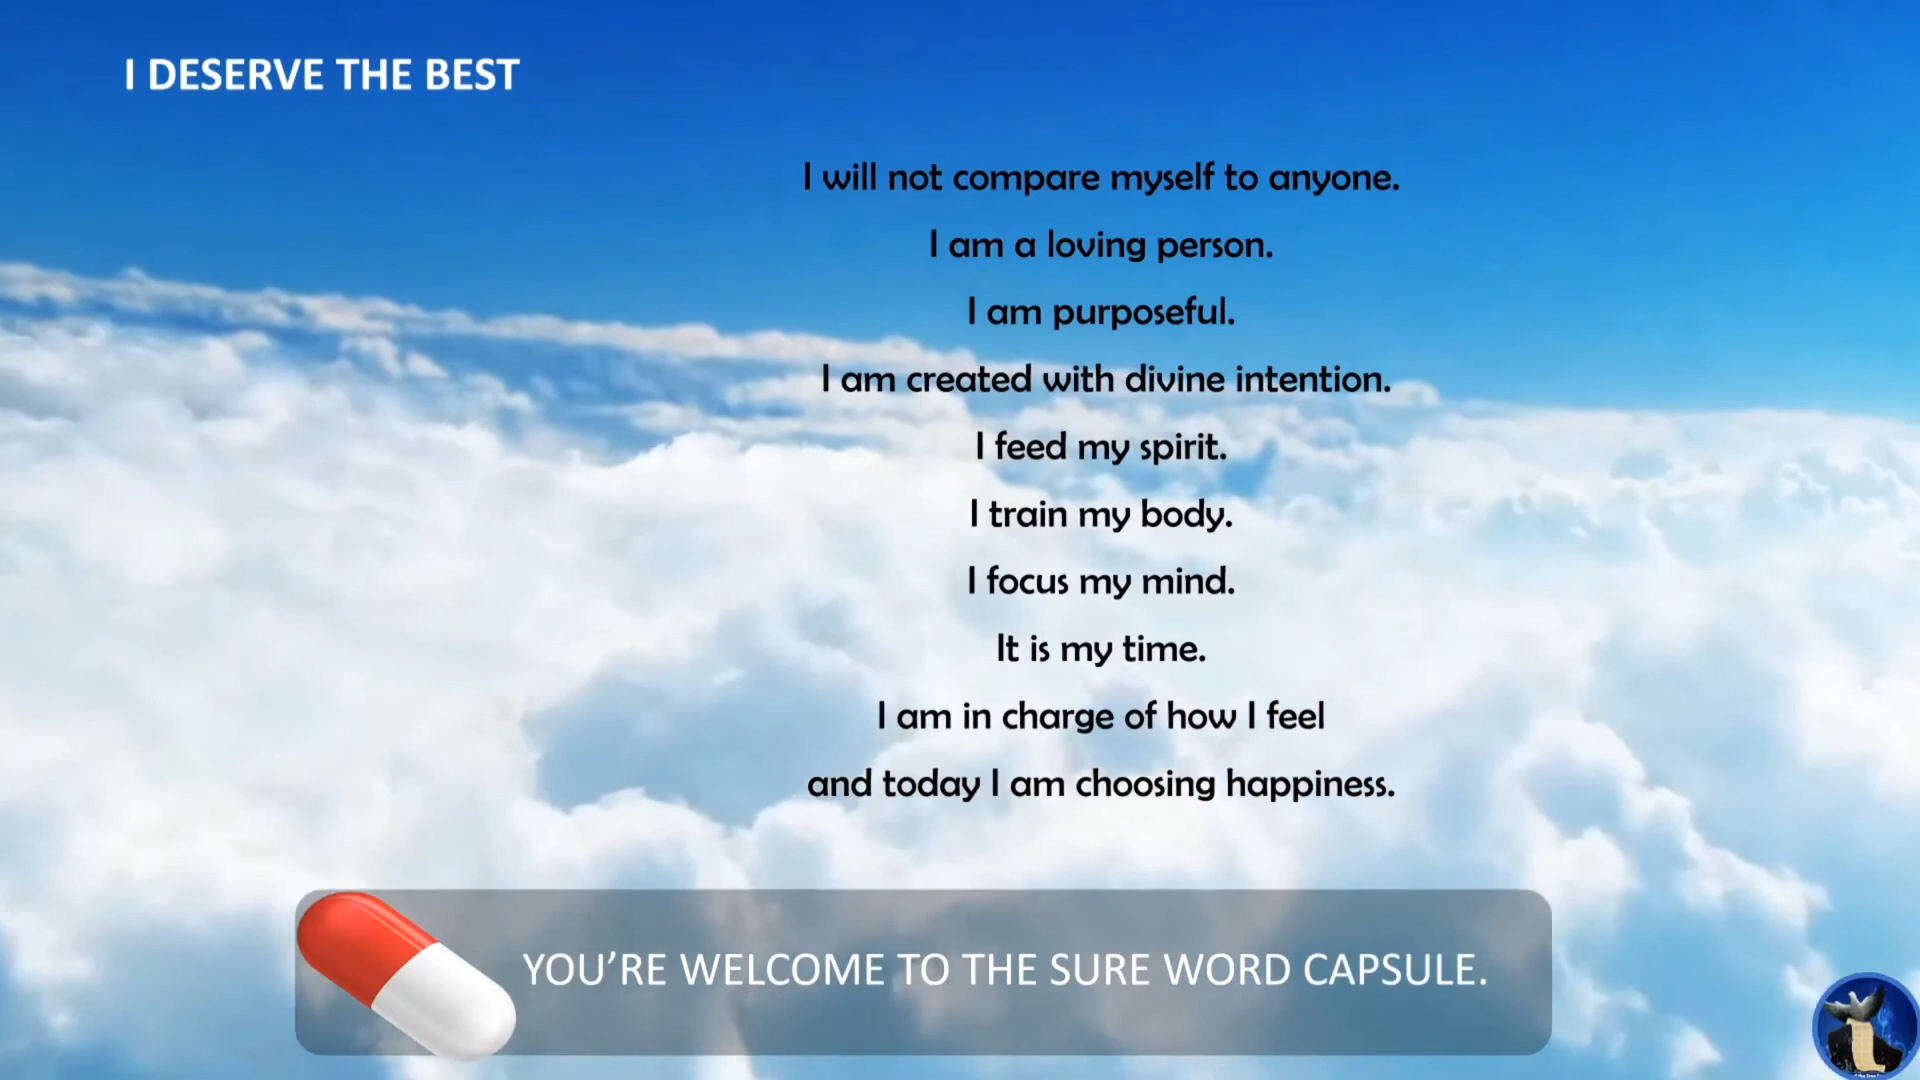 I DESERVE THE BEST
I will not compare myself to anyone.
I am a loving person.
I am purposeful.
I am created with divine intention.
I feed my spirit.
I train my body.
I focus my mind.
It is my time.
I am in charge of how I feel
and today I am choosing happiness.
YOU'RE WELCOME TO THE SURE WORD CAPSULE.